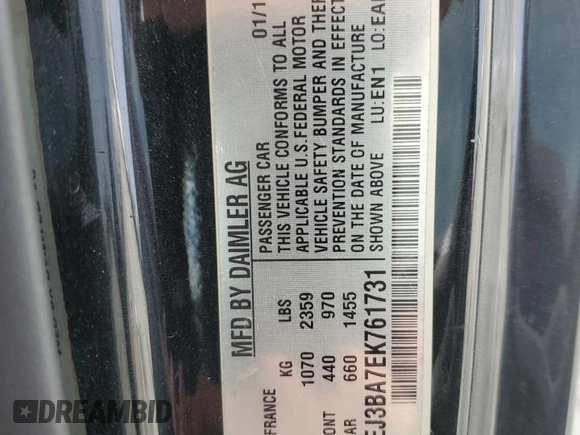 MFD BY DAIMLER AG
FRANCE
KG LBS
1070 2359
ONT 440 970
AR 660 1455
PASSENGER CAR 01/1
THIS VEHICLE CONFORMS TO ALL
APPLICABLE U.S. FEDERAL MOTOR
VEHICLE SAFETY BUMPER AND THEF
PREVENTION STANDARDS IN EFFECT
ON THE DATE OF MANUFACTURE
SHOWN ABOVE LU: EN1 LO: EAI
EJ3BA7EK761731
DREAMBID